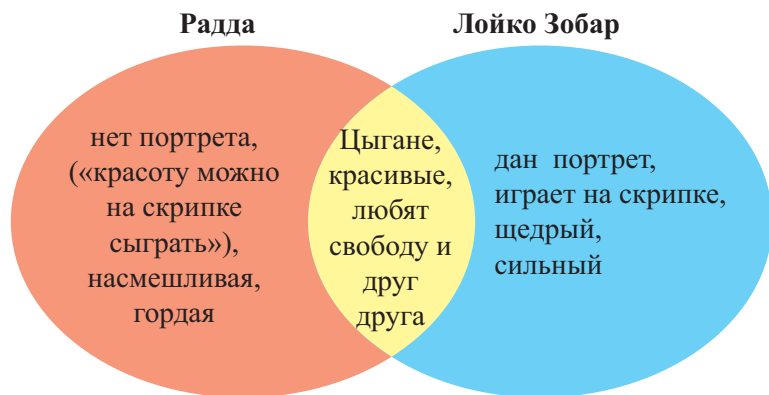 Радда
Лойко Зобар
нет портрета,
(«красоту можно
на скрипке
сыграть»),
насмешливая,
гордая
Цыгане,
красивые,
любят
свободу и
друг
друга
дан портрет,
играет на скрипке,
щедрый,
сильный